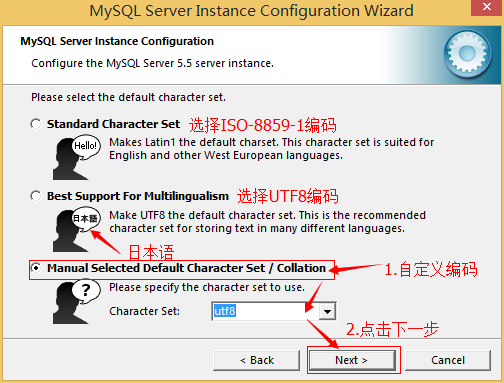 MySQL Server Instance Configuration Wizard
MySQL Server Instance Configuration
Configure the MySQL Server 5.5 server instance.
Please select the default character set.
Standard Character Set 选择ISO-8859-1编码
Hello!
Makes Latin1 the default charset. This character set is suited for
English and other West European languages.
Best Support For Multilingualism 选择UTF8编码
日本語
Make UTF8 the default character set. This is the recommended
character set for storing text in many different languages.
日本语
Manual Selected Default Character Set / Collation
1.自定义编码
?
Please specify the character set to use.
Character Set: utf8
2.点击下一步
< Back Next > Cancel